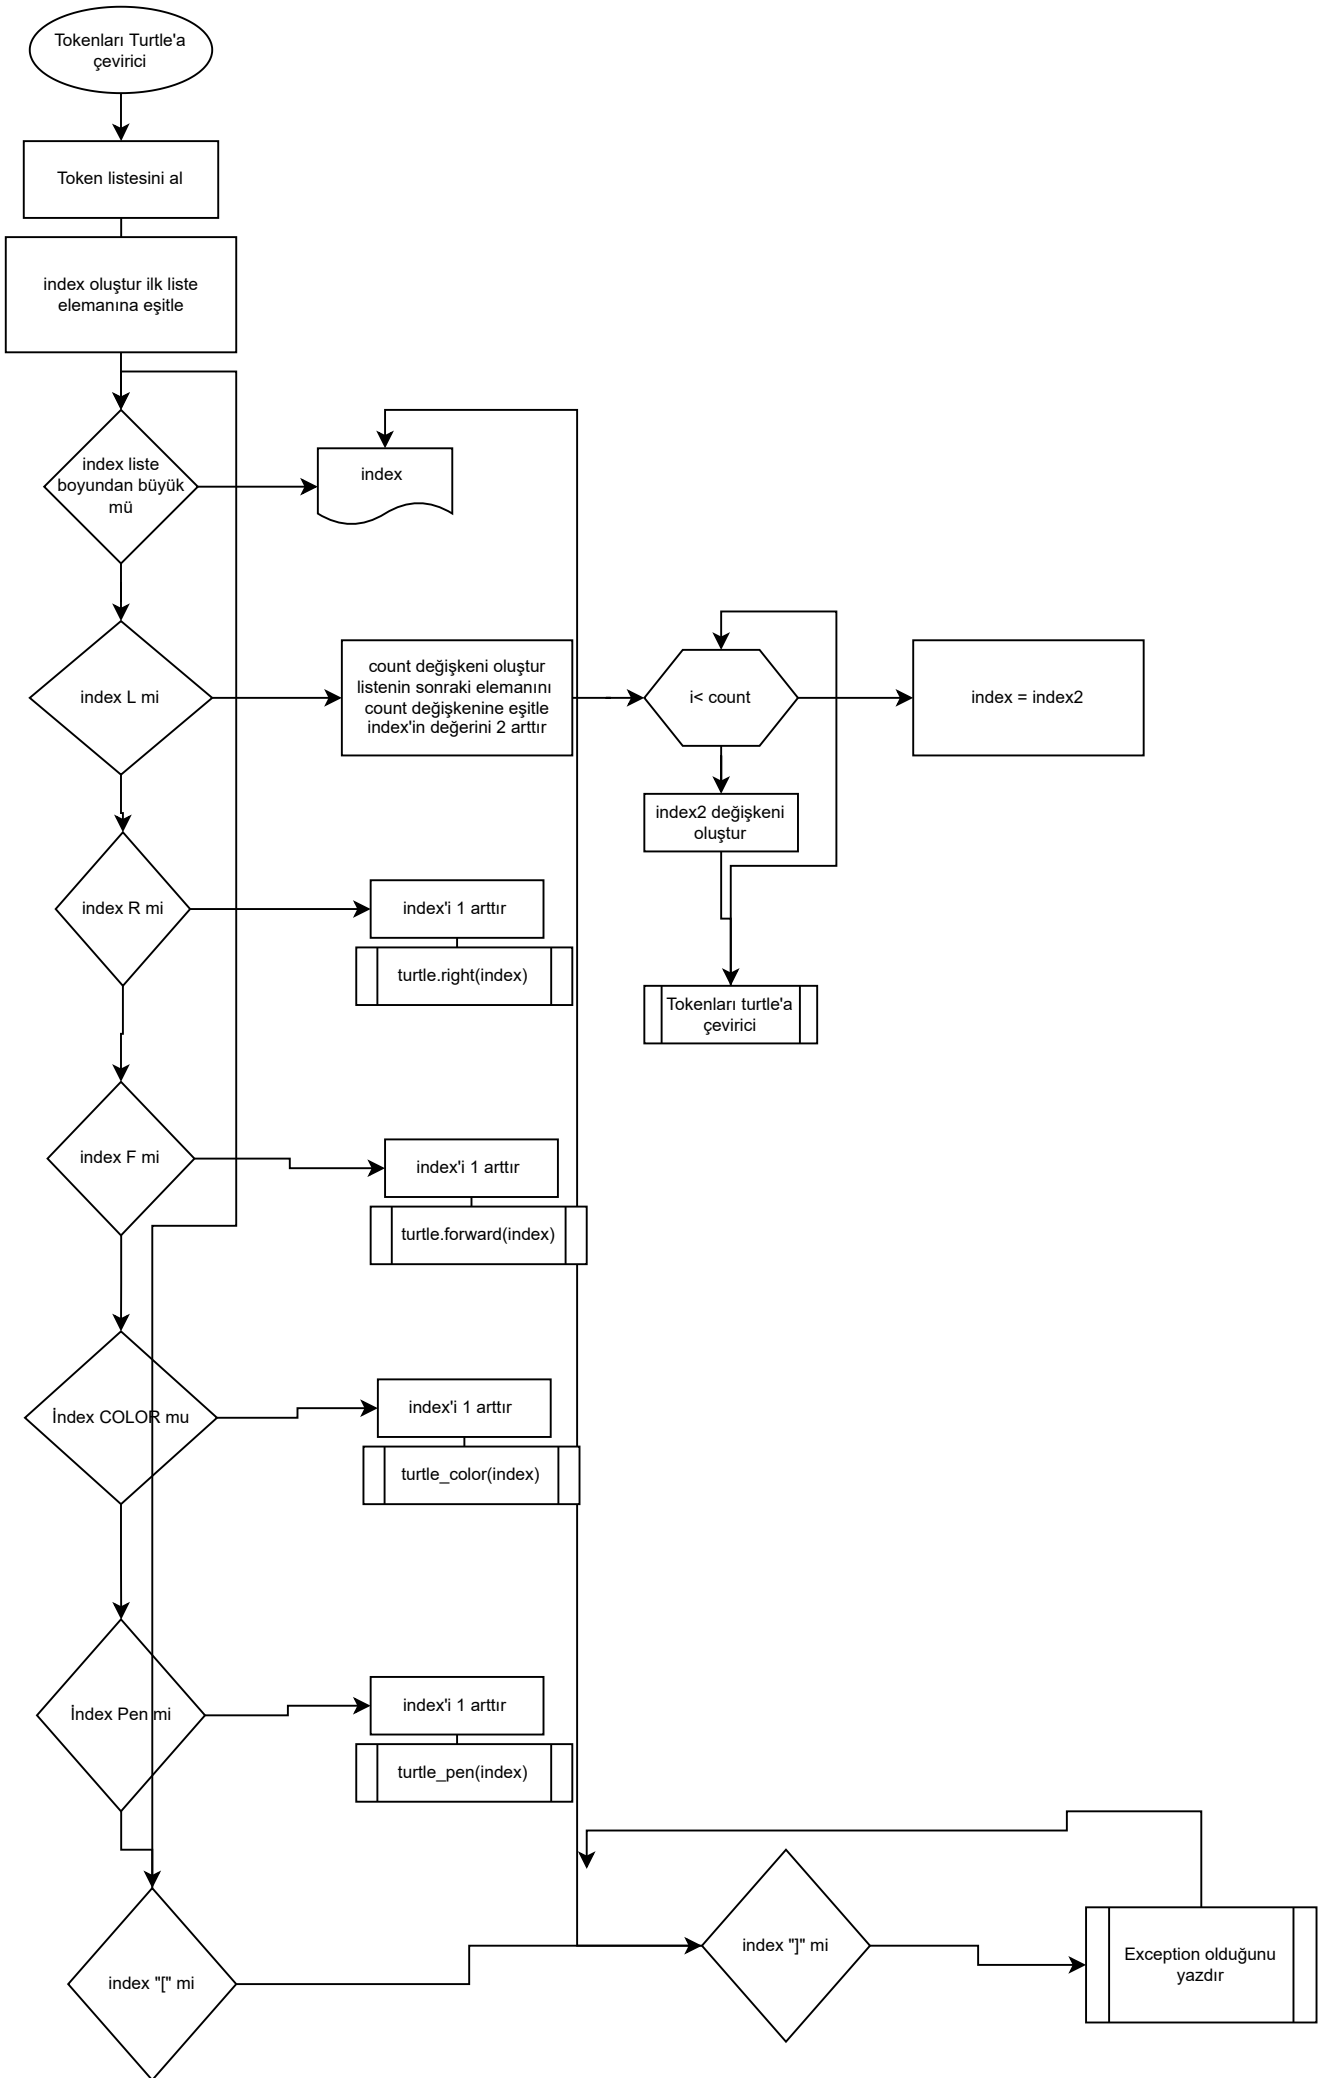 Tokenları Turtle'a
çevirici
Token listesini al
index oluştur ilk liste
elemanına eşitle
index liste
boyundan büyük
mü
index
index L mi
count değişkeni oluştur
listenin sonraki elemanını
count değişkenine eşitle
index'in değerini 2 arttır
i< count
index = index2
index2 değişkeni
oluştur
index R mi
index'i 1 arttır
turtle.right(index)
Tokenları turtle'a
çevirici
index F mi
index'i 1 arttır
turtle.forward(index)
İndex COLOR mu
index'i 1 arttır
turtle_color(index)
İndex Pen mi
index'i 1 arttır
turtle_pen(index)
index "[" mi
index "]" mi
Exception olduğunu
yazdır